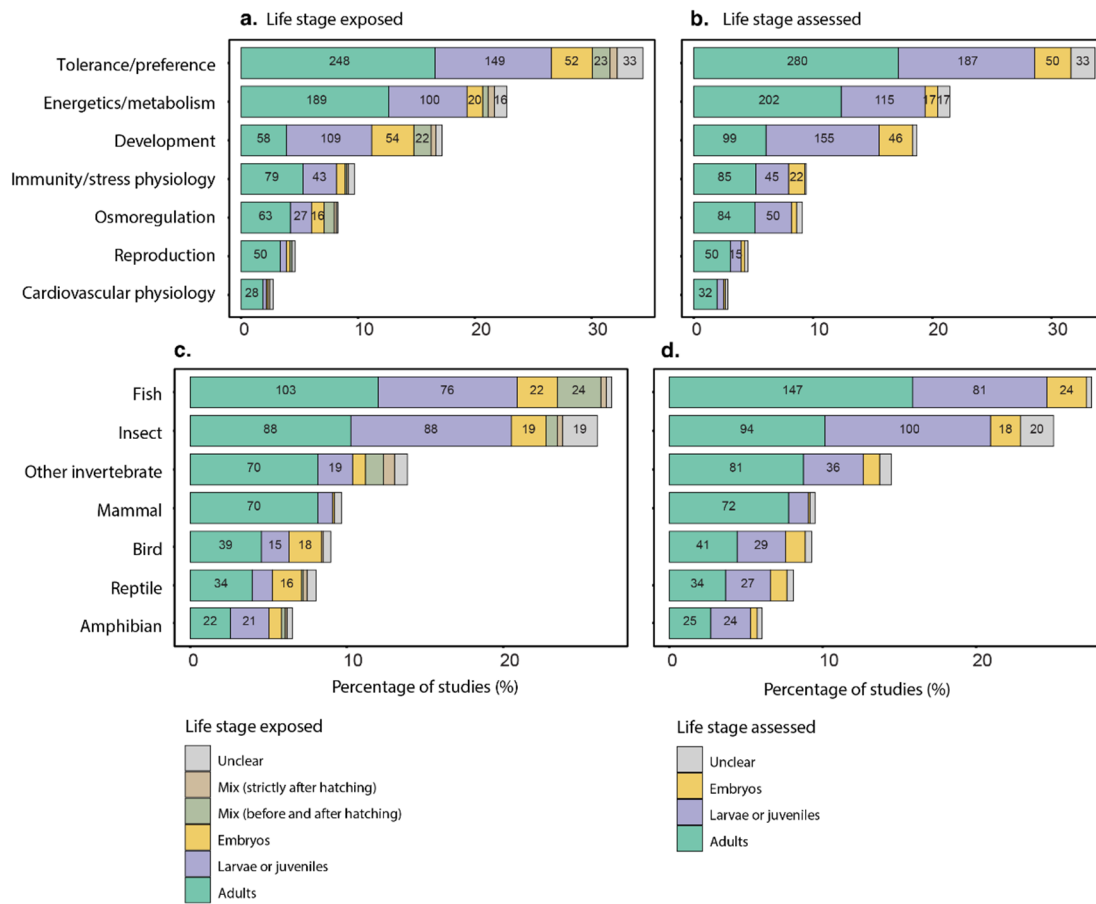 a. Life stage exposed
b. Life stage assessed
Tolerance/preference
248 149 52 23 33
280 187 50 33
Energetics/metabolism
189 100 20 16
202 115 17 17
Development
58 109 54 22
99 155 46
Immunity/stress physiology
79 43
85 45 22
Osmoregulation
63 27 16
84 50
Reproduction
50
50 15
Cardiovascular physiology
28
32
0 10 20 30
0 10 20 30
c.
d.
Fish
103 76 22 24
147 81 24
Insect
88 88 19 19
94 100 18 20
Other invertebrate
70 19
81 36
Mammal
70
72
Bird
39 15 18
41 29
Reptile
34 16
34 27
Amphibian
22 21
25 24
0 10 20
0 10 20
Percentage of studies (%)
Percentage of studies (%)
Life stage exposed
Unclear
Mix (strictly after hatching)
Mix (before and after hatching)
Embryos
Larvae or juveniles
Adults
Life stage assessed
Unclear
Embryos
Larvae or juveniles
Adults